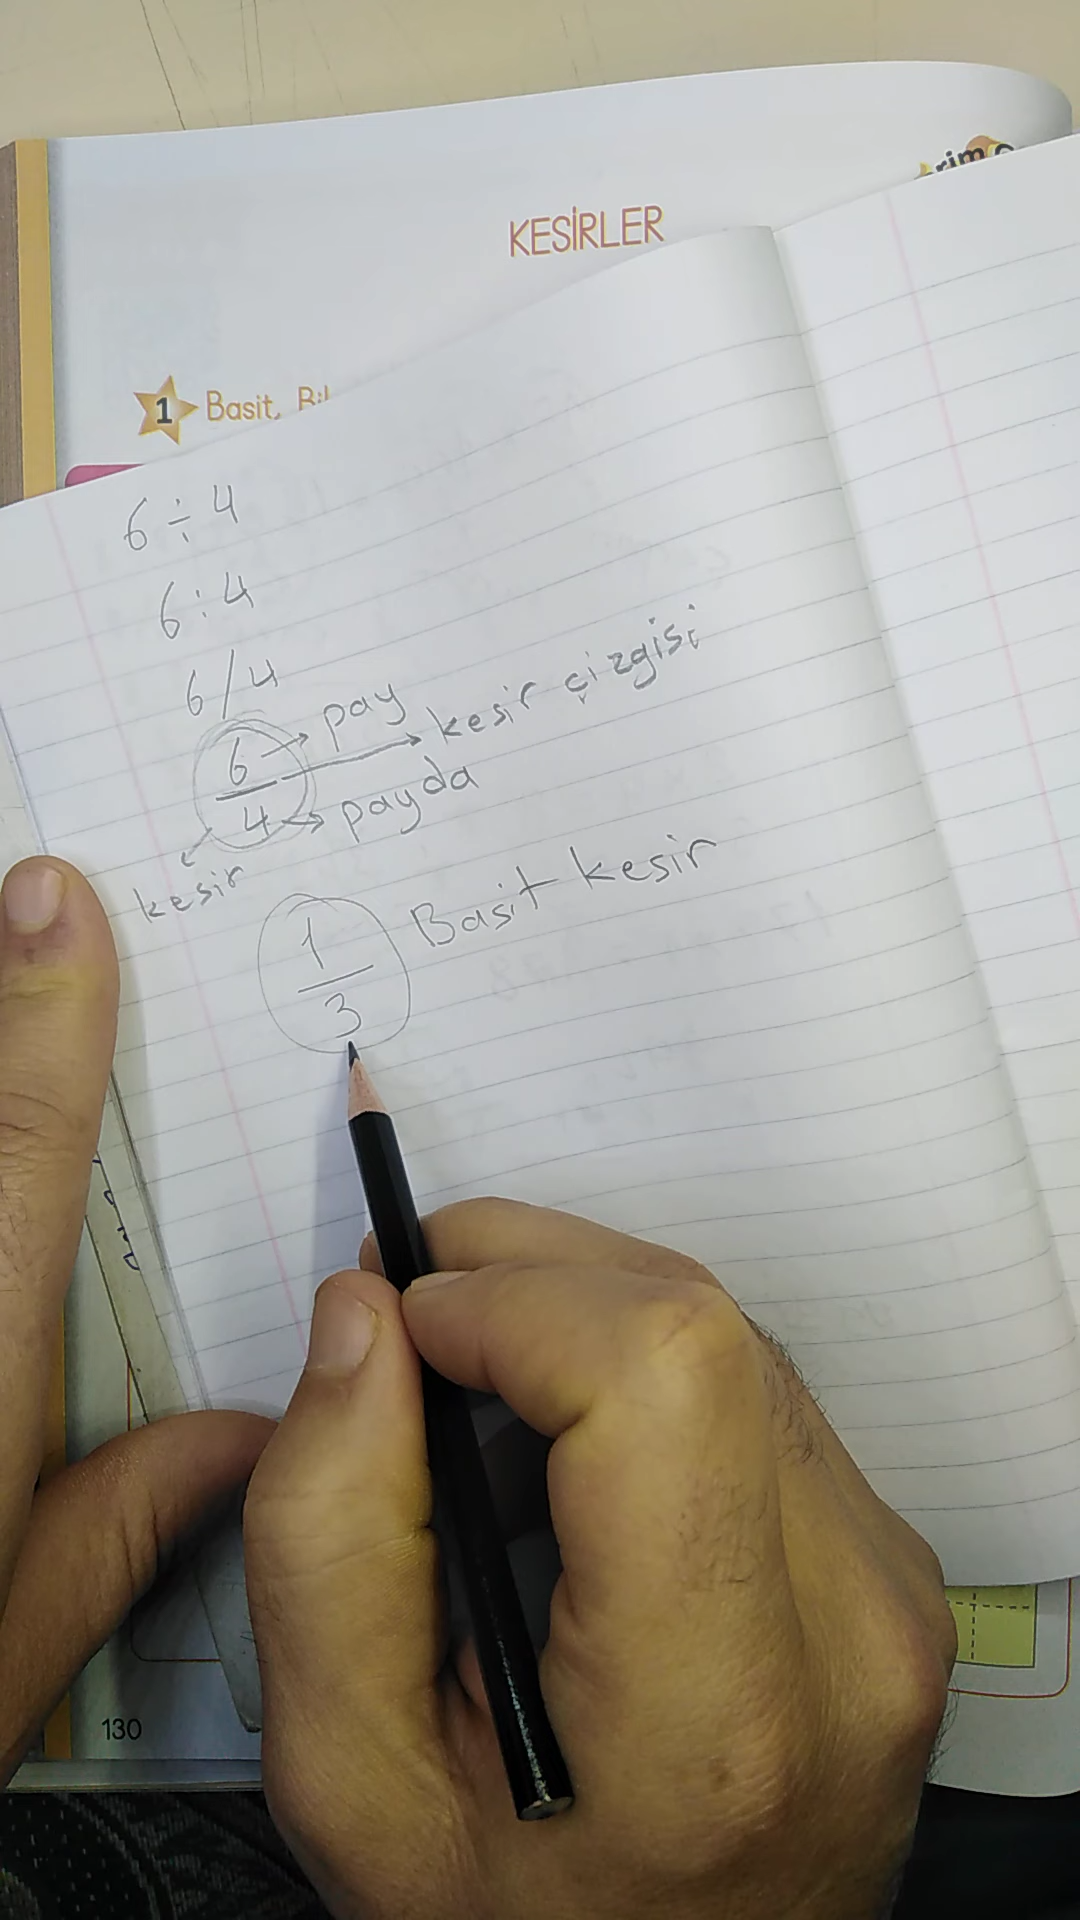 KESİRLER
1 Basit,
6 ÷ 4
6 : 4
6 / 4
6 → pay
→ kesir çizgisi
4 → payda
kesir
1 Basit kesir
3
130